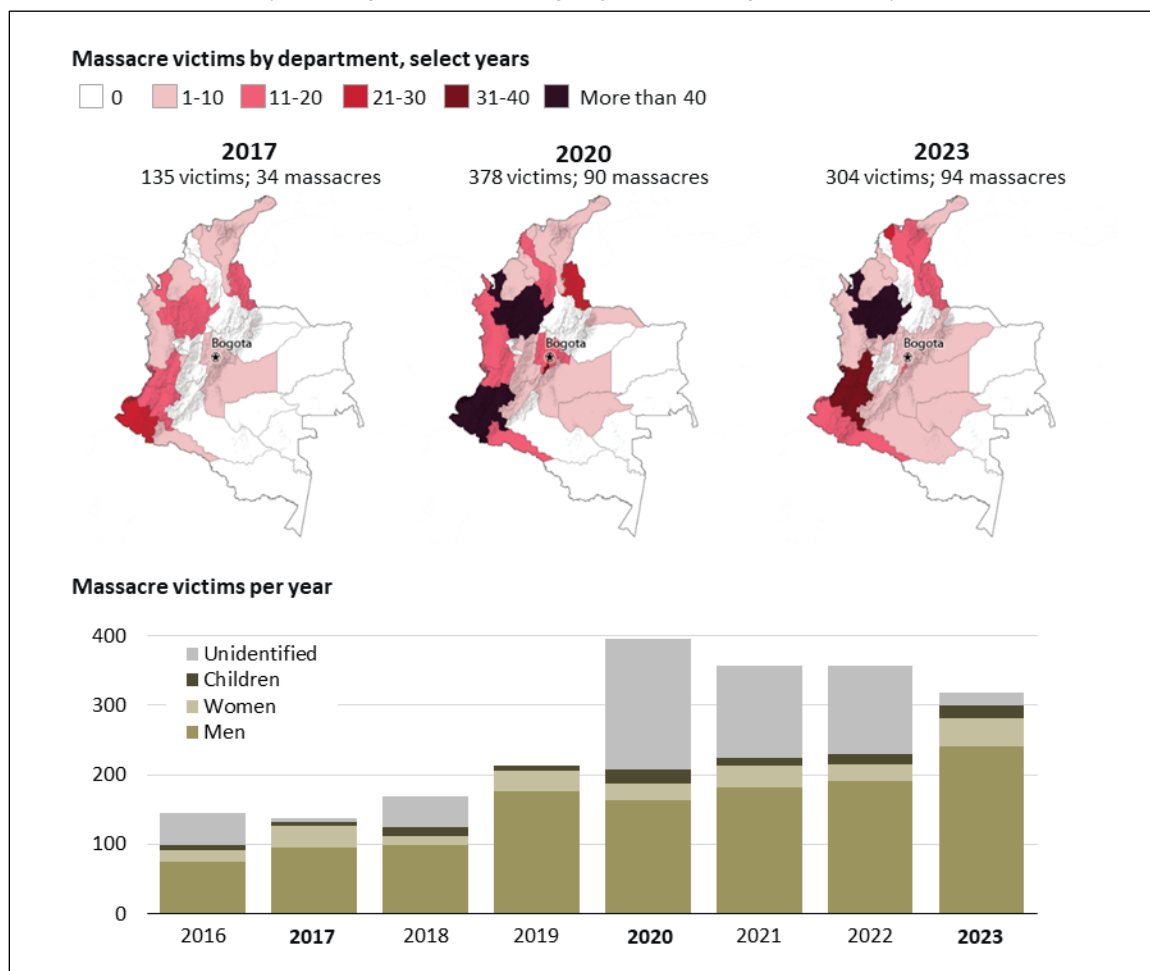 Massacre victims by department, select years
0 1-10 11-20 21-30 31-40 More than 40
2017 2020 2023
135 victims; 34 massacres 378 victims; 90 massacres 304 victims; 94 massacres
Bogota Bogota Bogota
Massacre victims per year
400
300
200
100
0
Unidentified
Children
Women
Men
2016 2017 2018 2019 2020 2021 2022 2023